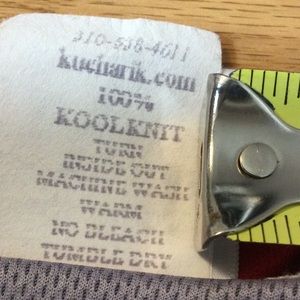 310-538-4611
kucharik.com
100%
KOOLKNIT
TURN
INSIDE OUT
MACHINE WASH
WARM
NO BLEACH
TUMBLE DRY